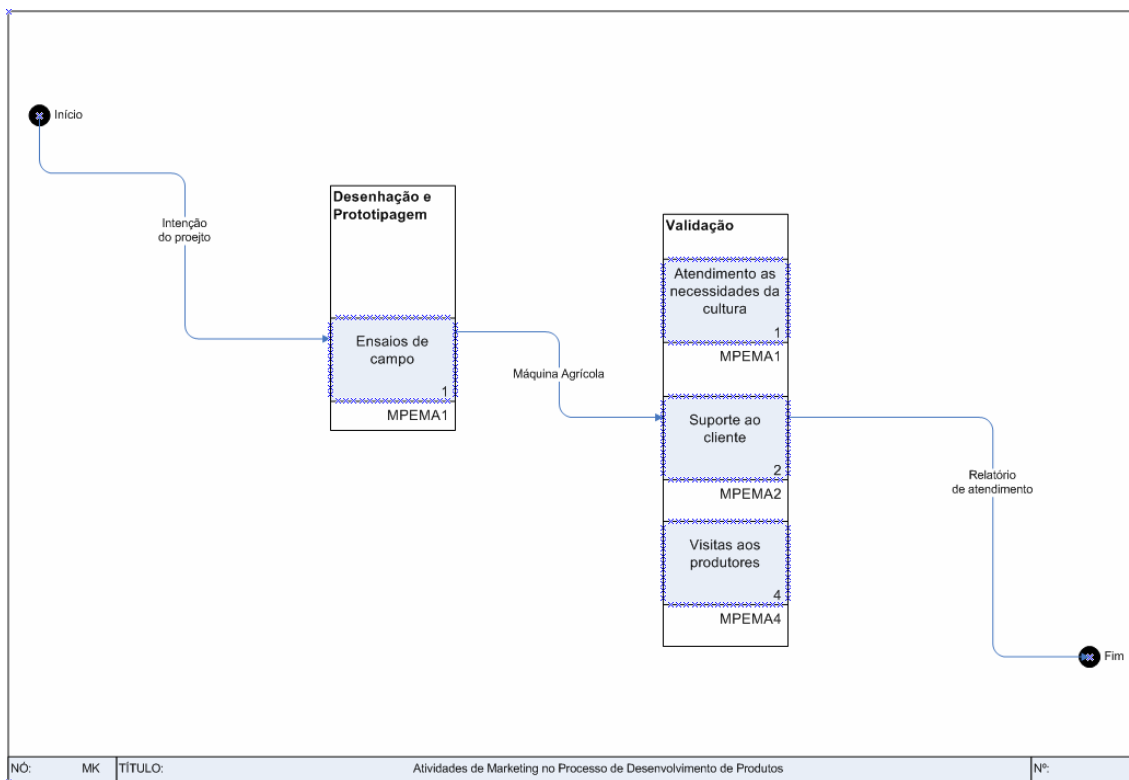 Início
Intenção
do proejto
Desenhação e
Prototipagem
Ensaios de
campo
1
MPEMA1
Máquina Agrícola
Validação
Atendimento as
necessidades da
cultura
1
MPEMA1
Suporte ao
cliente
2
MPEMA2
Visitas aos
produtores
4
MPEMA4
Relatório
de atendimento
Fim
NÓ: MK TÍTULO: Atividades de Marketing no Processo de Desenvolvimento de Produtos Nº: